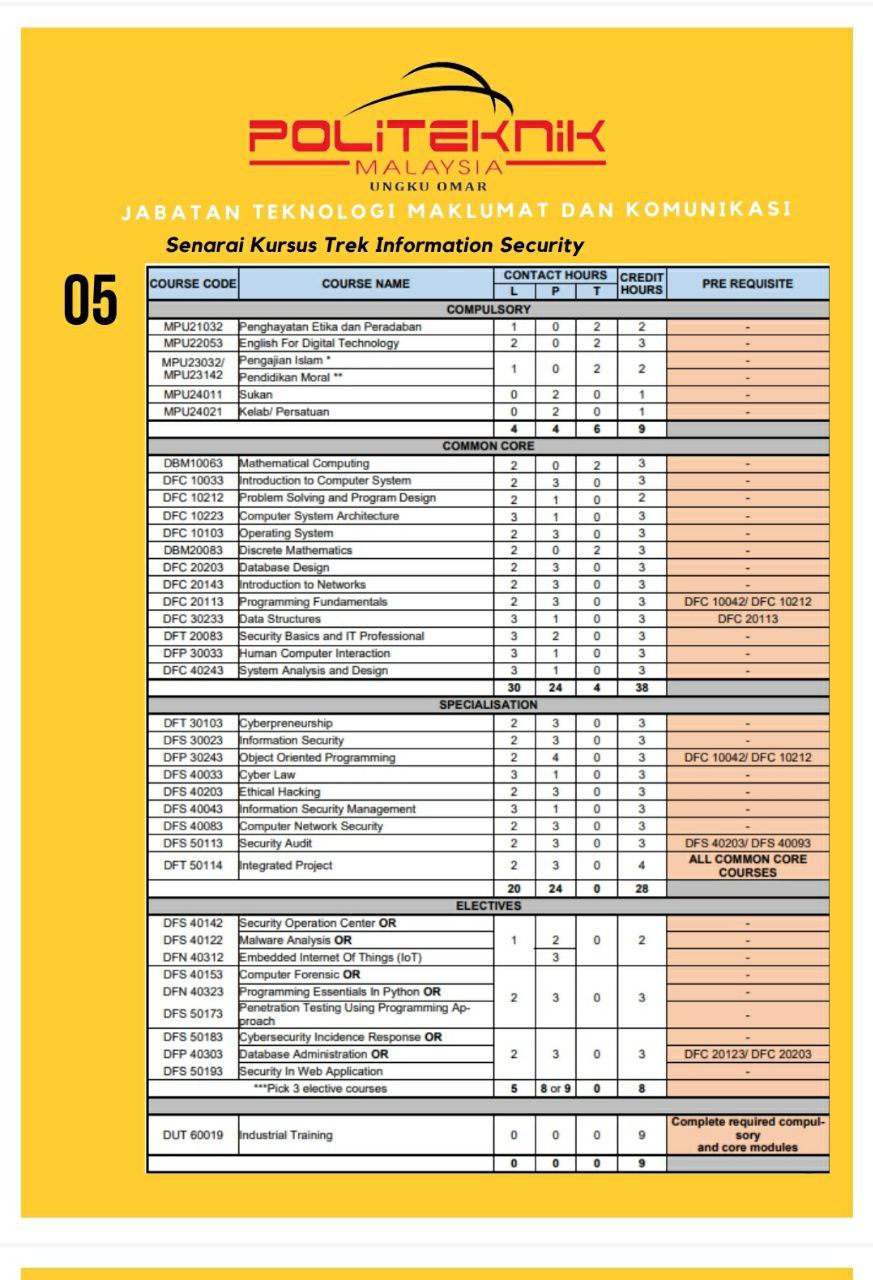 POLITEKNIK
MALAYSIA
UNGKU OMAR
JABATAN TEKNOLOGI MAKLUMAT DAN KOMUNIKASI
Senarai Kursus Trek Information Security
05
COURSE CODE COURSE NAME CONTACT HOURS CREDIT HOURS PRE REQUISITE
L P T
COMPULSORY
MPU21032 Penghayatan Etika dan Peradaban 1 0 2 2 -
MPU22053 English For Digital Technology 2 0 2 3 -
MPU23032/ Pengajian Islam * 1 0 2 2 -
MPU23142 Pendidikan Moral ** -
MPU24011 Sukan 0 2 0 1 -
MPU24021 Kelab/ Persatuan 0 2 0 1 -
4 4 6 9
COMMON CORE
DBM10063 Mathematical Computing 2 0 2 3 -
DFC 10033 Introduction to Computer System 2 3 0 3 -
DFC 10212 Problem Solving and Program Design 2 1 0 2 -
DFC 10223 Computer System Architecture 3 1 0 3 -
DFC 10103 Operating System 2 3 0 3 -
DBM20083 Discrete Mathematics 2 0 2 3 -
DFC 20203 Database Design 2 3 0 3 -
DFC 20143 Introduction to Networks 2 3 0 3 -
DFC 20113 Programming Fundamentals 2 3 0 3 DFC 10042/ DFC 10212
DFC 30233 Data Structures 3 1 0 3 DFC 20113
DFT 20083 Security Basics and IT Professional 3 2 0 3 -
DFP 30033 Human Computer Interaction 3 1 0 3 -
DFC 40243 System Analysis and Design 3 1 0 3 -
30 24 4 38
SPECIALISATION
DFT 30103 Cyberpreneurship 2 3 0 3 -
DFS 30023 Information Security 2 3 0 3 -
DFP 30243 Object Oriented Programming 2 4 0 3 DFC 10042/ DFC 10212
DFS 40033 Cyber Law 3 1 0 3 -
DFS 40203 Ethical Hacking 2 3 0 3 -
DFS 40043 Information Security Management 3 1 0 3 -
DFS 40083 Computer Network Security 2 3 0 3 -
DFS 50113 Security Audit 2 3 0 3 DFS 40203/ DFS 40093
DFT 50114 Integrated Project 2 3 0 4 ALL COMMON CORE
COURSES
20 24 0 28
ELECTIVES
DFS 40142 Security Operation Center OR -
DFS 40122 Malware Analysis OR 1 2 0 2 -
DFN 40312 Embedded Internet Of Things (IoT) 3 -
DFS 40153 Computer Forensic OR -
DFN 40323 Programming Essentials In Python OR 2 3 0 3 -
DFS 50173 Penetration Testing Using Programming Ap-
proach -
DFS 50183 Cybersecurity Incidence Response OR -
DFP 40303 Database Administration OR 2 3 0 3 DFC 20123/ DFC 20203
DFS 50193 Security In Web Application -
***Pick 3 elective courses 5 8 or 9 0 8
DUT 60019 Industrial Training 0 0 0 9 Complete required compul-
sory
and core modules
0 0 0 9